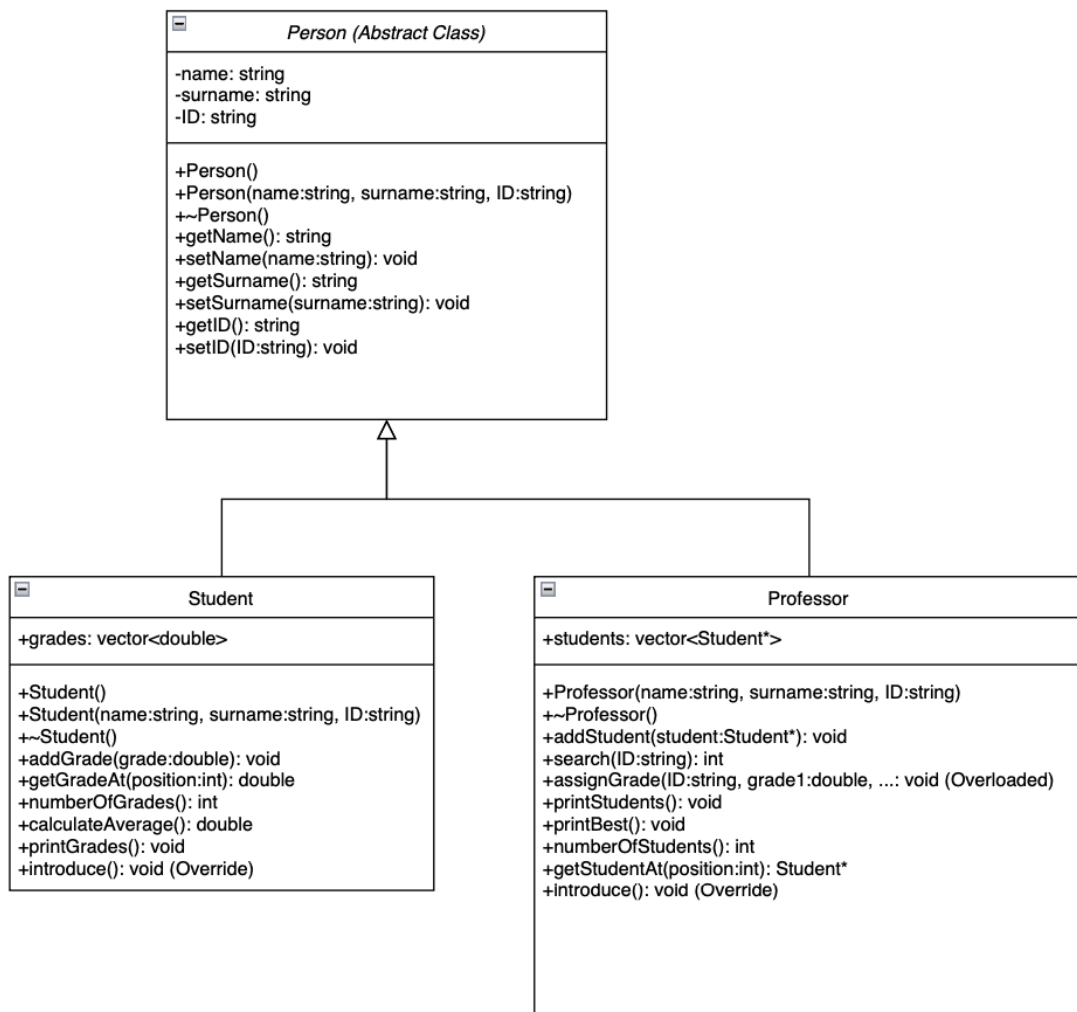 Person (Abstract Class)
-name: string
-surname: string
-ID: string
+Person()
+Person(name:string, surname:string, ID:string)
+~Person()
+getName(): string
+setName(name:string): void
+getSurname(): string
+setSurname(surname:string): void
+getID(): string
+setID(ID:string): void
Student
+grades: vector<double>
+Student()
+Student(name:string, surname:string, ID:string)
+~Student()
+addGrade(grade:double): void
+getGradeAt(position:int): double
+numberOfGrades(): int
+calculateAverage(): double
+printGrades(): void
+introduce(): void (Override)
Professor
+students: vector<Student*>
+Professor(name:string, surname:string, ID:string)
+~Professor()
+addStudent(student:Student*): void
+search(ID:string): int
+assignGrade(ID:string, grade1:double, ...: void (Overloaded)
+printStudents(): void
+printBest(): void
+numberOfStudents(): int
+getStudentAt(position:int): Student*
+introduce(): void (Override)